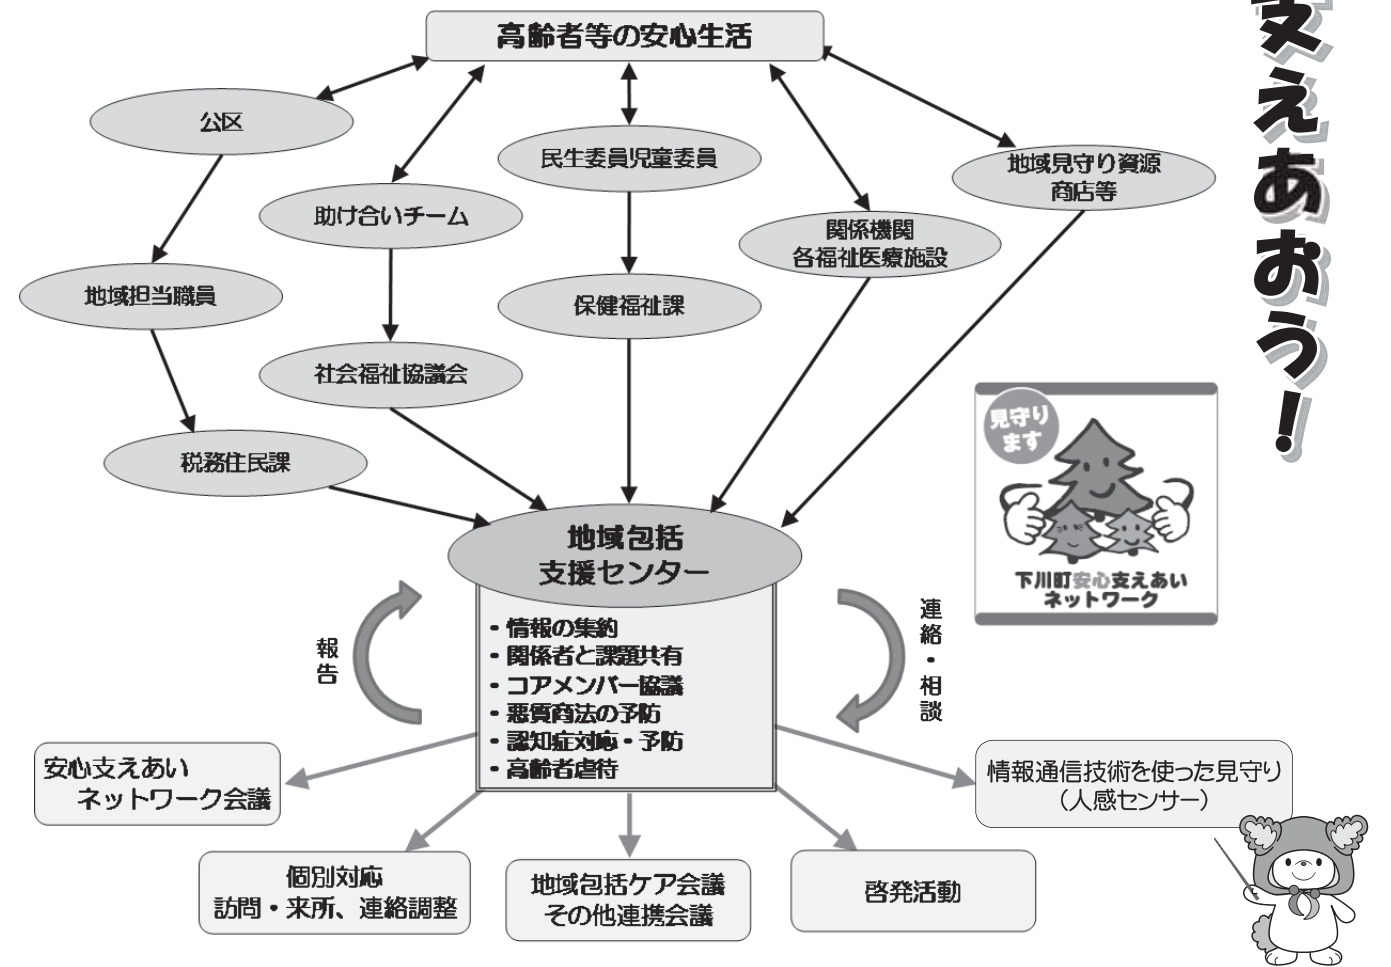 支えあおう！
高齢者等の安心生活
公区
民生委員児童委員
地域見守り資源
商店等
助け合いチーム
関係機関
各福祉医療施設
地域担当職員
保健福祉課
社会福祉協議会
税務住民課
見守り
ます
下川町安心支えあい
ネットワーク
地域包括
支援センター
・情報の集約
・関係者と課題共有
・コアメンバー協議
・悪質商法の予防
・認知症対応・予防
・高齢者虐待
報告
連絡・相談
安心支えあい
ネットワーク会議
情報通信技術を使った見守り
（人感センサー）
個別対応
訪問・来所、連絡調整
地域包括ケア会議
その他連携会議
啓発活動